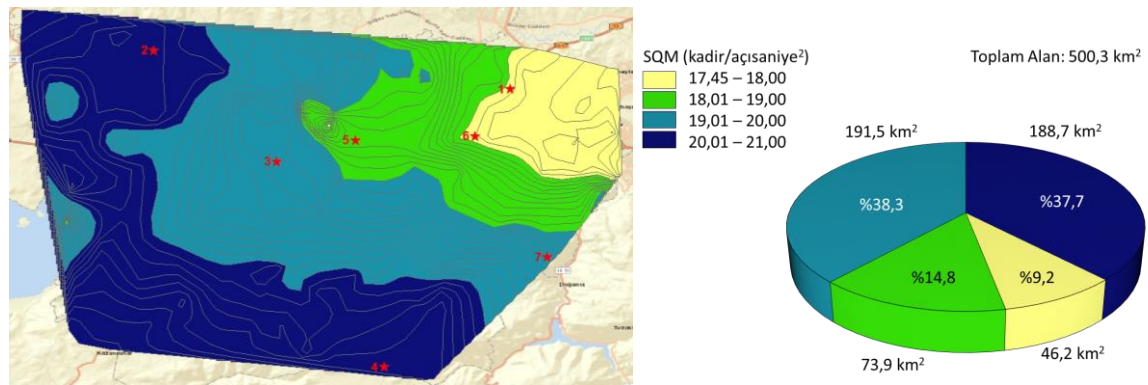 2
1
6
5
3
7
4
SQM (kadir/açısaniye²)
17,45 – 18,00
18,01 – 19,00
19,01 – 20,00
20,01 – 21,00
Toplam Alan: 500,3 km²
191,5 km²
188,7 km²
%38,3
%37,7
%14,8
%9,2
73,9 km²
46,2 km²